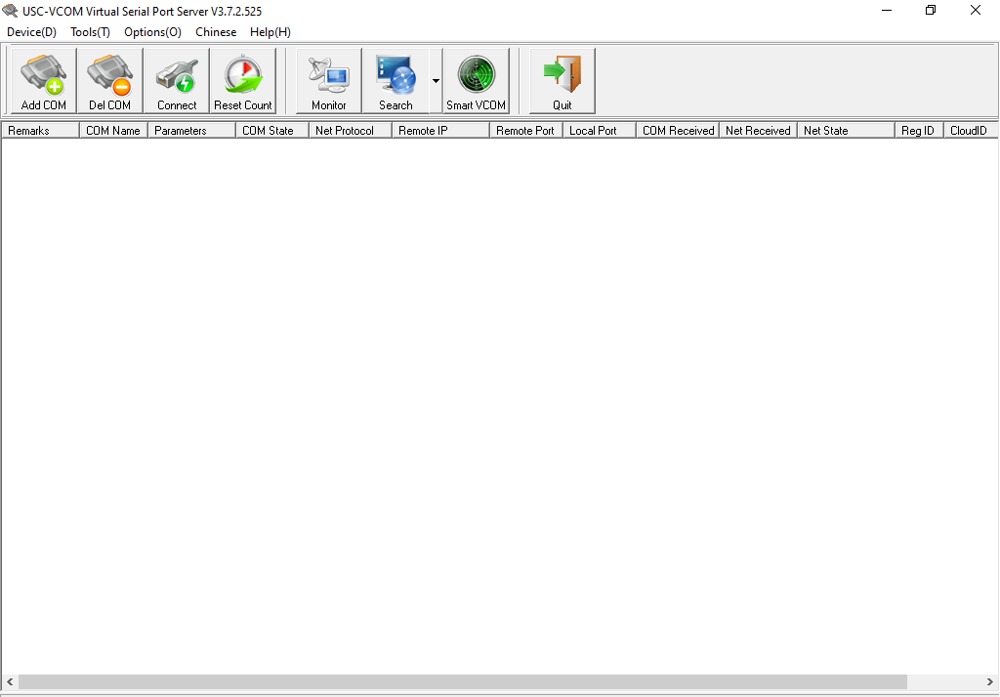 USC-VCOM Virtual Serial Port Server V3.7.2.525
Device(D) Tools(T) Options(O) Chinese Help(H)
Add COM Del COM Connect Reset Count Monitor Search Smart VCOM Quit
Remarks COM Name Parameters COM State Net Protocol Remote IP Remote Port Local Port COM Received Net Received Net State Reg ID CloudID